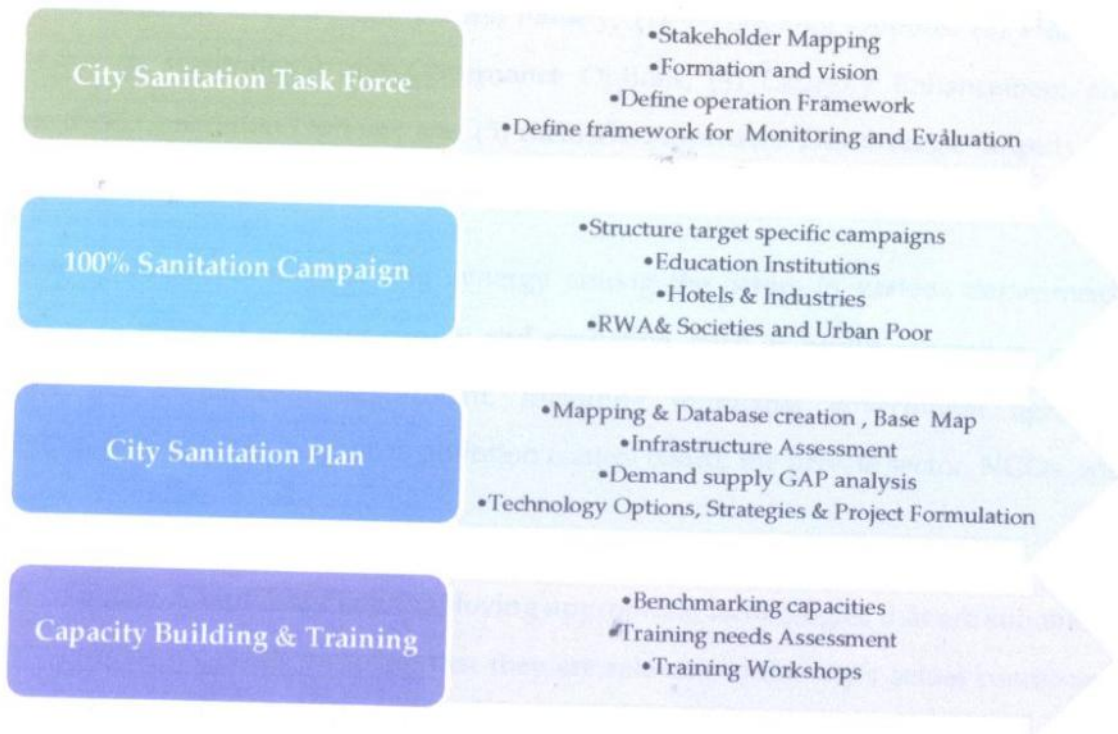 City Sanitation Task Force
•Stakeholder Mapping
•Formation and vision
•Define operation Framework
•Define framework for Monitoring and Evaluation
100% Sanitation Campaign
•Structure target specific campaigns
•Education Institutions
•Hotels & Industries
•RWA& Societies and Urban Poor
City Sanitation Plan
•Mapping & Database creation , Base Map
•Infrastructure Assessment
•Demand supply GAP analysis
•Technology Options, Strategies & Project Formulation
Capacity Building & Training
•Benchmarking capacities
•Training needs Assessment
•Training Workshops